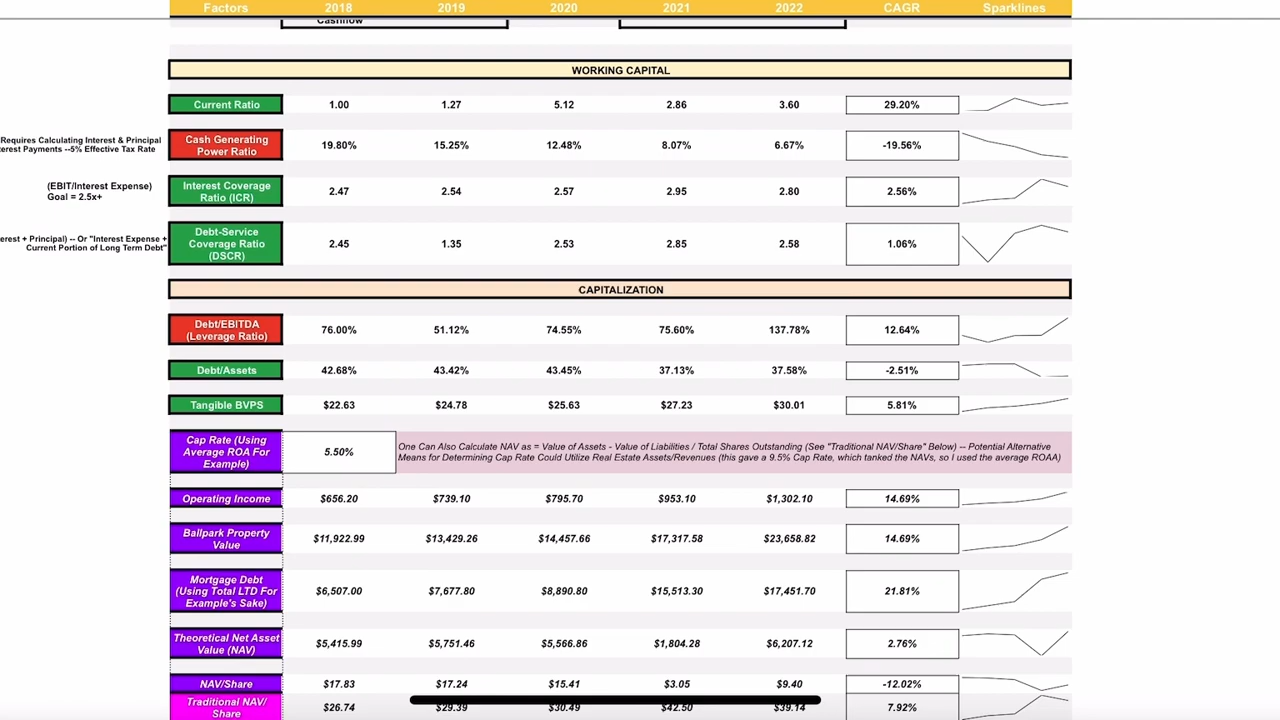 Factors 2018 2019 2020 2021 2022 CAGR Sparklines
Cashflow
WORKING CAPITAL
Current Ratio 1.00 1.27 5.12 2.86 3.60 29.20%
Requires Calculating Interest & Principal
terest Payments --5% Effective Tax Rate
Cash Generating
Power Ratio
19.80% 15.25% 12.48% 8.07% 6.67% -19.56%
(EBIT/Interest Expense)
Goal = 2.5x+
Interest Coverage
Ratio (ICR)
2.47 2.54 2.57 2.95 2.80 2.56%
erest + Principal) -- Or "Interest Expense +
Current Portion of Long Term Debt"
Debt-Service
Coverage Ratio
(DSCR)
2.45 1.35 2.53 2.85 2.58 1.06%
CAPITALIZATION
Debt/EBITDA
(Leverage Ratio)
76.00% 51.12% 74.55% 75.60% 137.78% 12.64%
Debt/Assets 42.68% 43.42% 43.45% 37.13% 37.58% -2.51%
Tangible BVPS $22.63 $24.78 $25.63 $27.23 $30.01 5.81%
Cap Rate (Using
Average ROA For
Example)
5.50%
One Can Also Calculate NAV as = Value of Assets - Value of Liabilities / Total Shares Outstanding (See "Traditional NAV/Share" Below) -- Potential Alternative
Means for Determining Cap Rate Could Utilize Real Estate Assets/Revenues (this gave a 9.5% Cap Rate, which tanked the NAVs, so I used the average ROAA)
Operating Income $656.20 $739.10 $795.70 $953.10 $1,302.10 14.69%
Ballpark Property
Value
$11,922.99 $13,429.26 $14,457.66 $17,317.58 $23,658.82 14.69%
Mortgage Debt
(Using Total LTD For
Example's Sake)
$6,507.00 $7,677.80 $8,890.80 $15,513.30 $17,451.70 21.81%
Theoretical Net Asset
Value (NAV)
$5,415.99 $5,751.46 $5,566.86 $1,804.28 $6,207.12 2.76%
NAV/Share $17.83 $17.24 $15.41 $3.05 $9.40 -12.02%
Traditional NAV/
Share
$26.74 $29.39 $30.49 $42.50 $39.14 7.92%